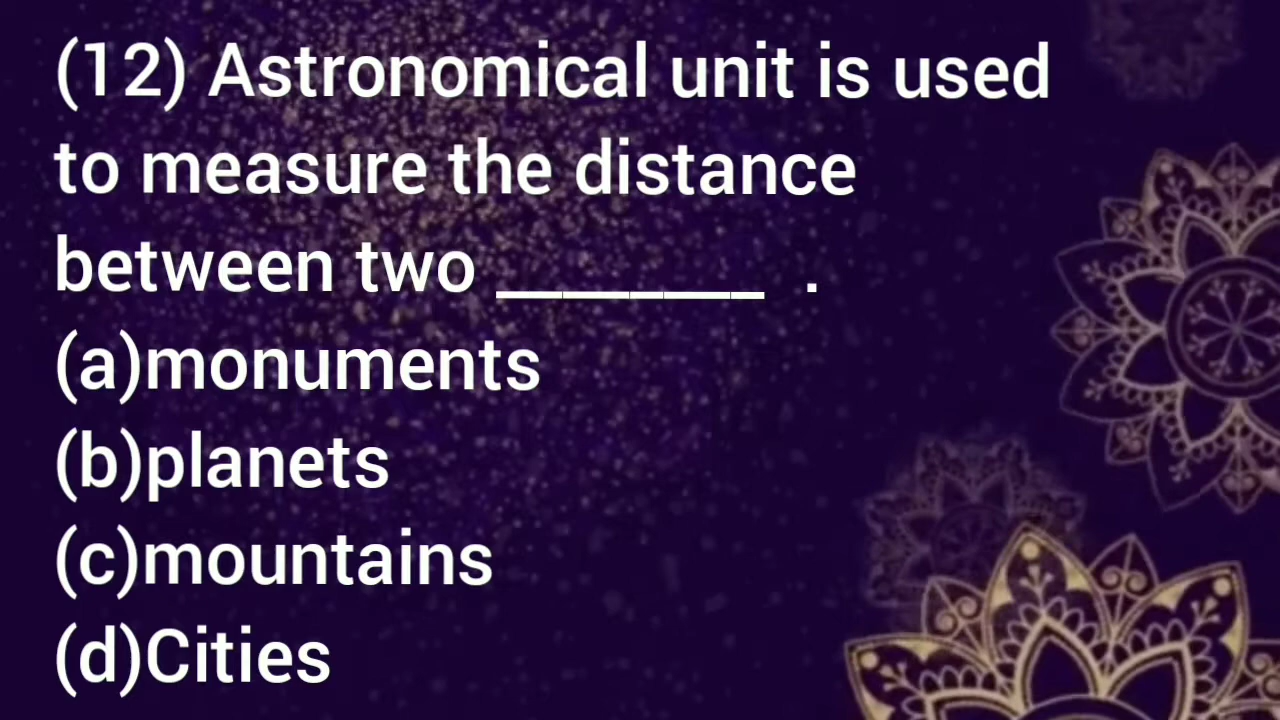 (12) Astronomical unit is used
to measure the distance
between two ________ .
(a)monuments
(b)planets
(c)mountains
(d)Cities